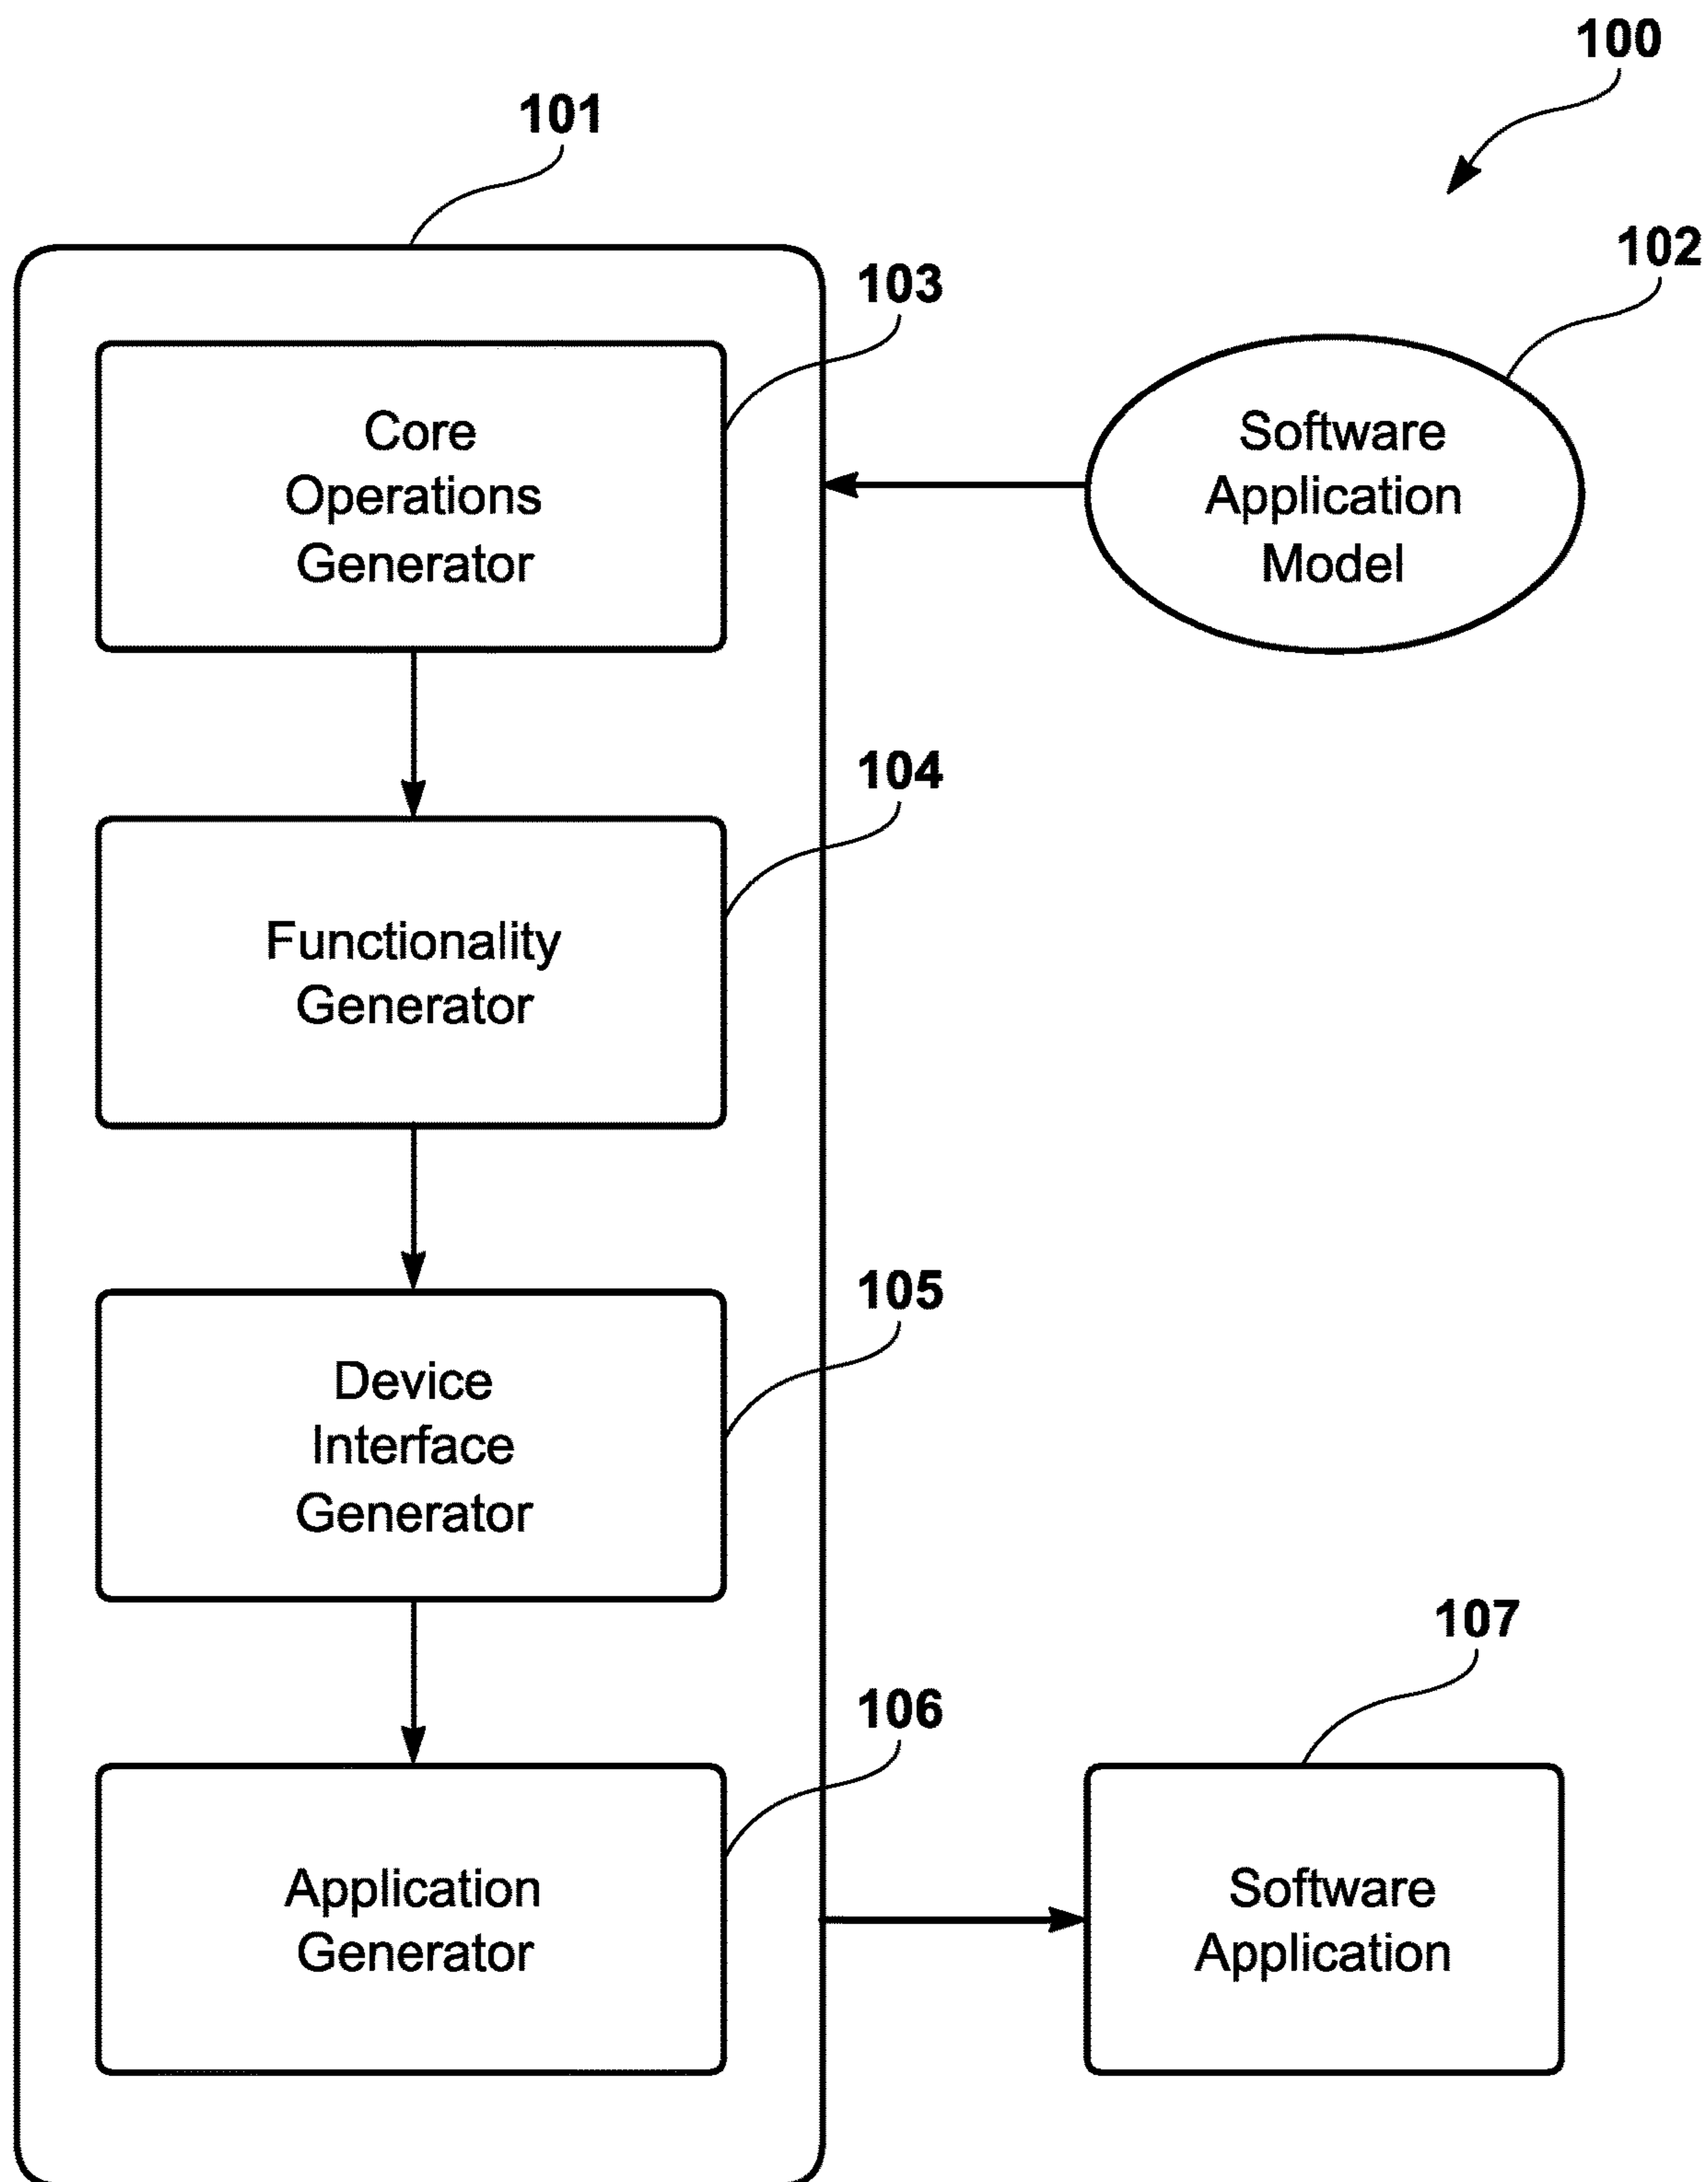 100
101
102
103
Core
Operations
Generator
Software
Application
Model
104
Functionality
Generator
105
Device
Interface
Generator
107
106
Application
Generator
Software
Application